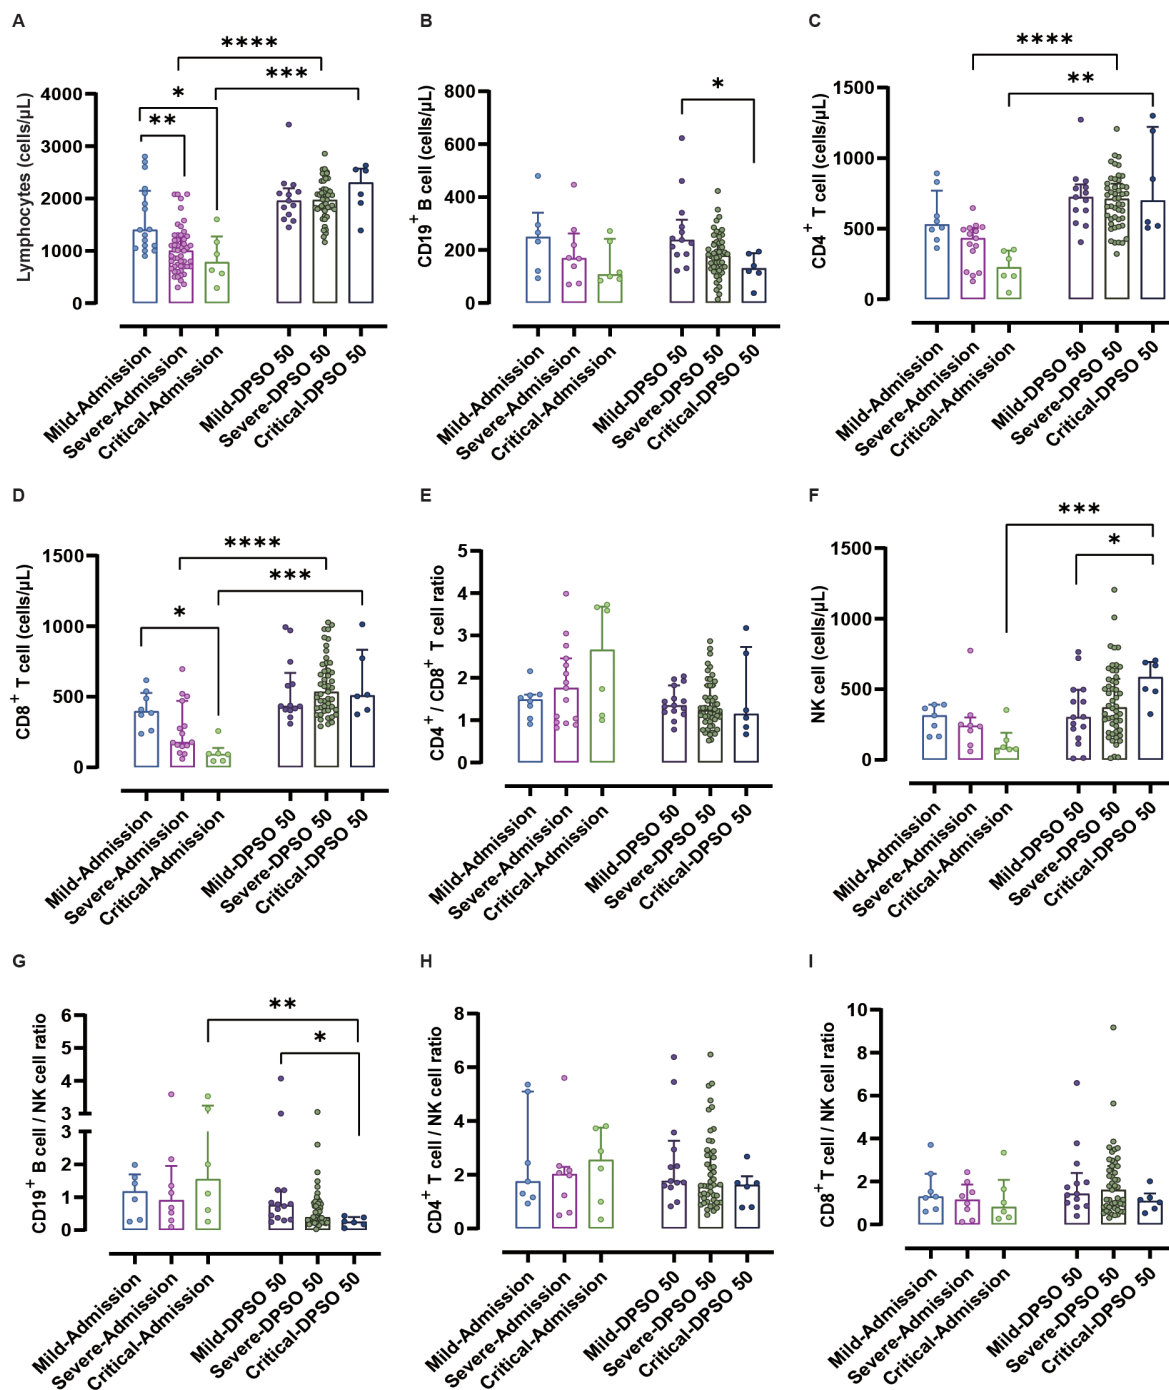 A
B
C
****
***
*
**
4000
3000
2000
1000
0
Lymphocytes (cells/µL)
Mild-Admission
Severe-Admission
Critical-Admission
Mild-DPSO 50
Severe-DPSO 50
Critical-DPSO 50
*
800
600
400
200
0
CD19+ B cell (cells/µL)
Mild-Admission
Severe-Admission
Critical-Admission
Mild-DPSO 50
Severe-DPSO 50
Critical-DPSO 50
****
**
1500
1000
500
0
CD4+ T cell (cells/µL)
Mild-Admission
Severe-Admission
Critical-Admission
Mild-DPSO 50
Severe-DPSO 50
Critical-DPSO 50
D
E
F
****
***
*
1500
1000
500
0
CD8+ T cell (cells/µL)
Mild-Admission
Severe-Admission
Critical-Admission
Mild-DPSO 50
Severe-DPSO 50
Critical-DPSO 50
5
4
3
2
1
0
CD4+ / CD8+ T cell ratio
Mild-Admission
Severe-Admission
Critical-Admission
Mild-DPSO 50
Severe-DPSO 50
Critical-DPSO 50
***
*
1500
1000
500
0
NK cell (cells/µL)
Mild-Admission
Severe-Admission
Critical-Admission
Mild-DPSO 50
Severe-DPSO 50
Critical-DPSO 50
G
H
I
**
*
6
5
4
3
3
2
1
0
CD19+ B cell / NK cell ratio
Mild-Admission
Severe-Admission
Critical-Admission
Mild-DPSO 50
Severe-DPSO 50
Critical-DPSO 50
8
6
4
2
0
CD4+ T cell / NK cell ratio
Mild-Admission
Severe-Admission
Critical-Admission
Mild-DPSO 50
Severe-DPSO 50
Critical-DPSO 50
10
8
6
4
2
0
CD8+ T cell / NK cell ratio
Mild-Admission
Severe-Admission
Critical-Admission
Mild-DPSO 50
Severe-DPSO 50
Critical-DPSO 50